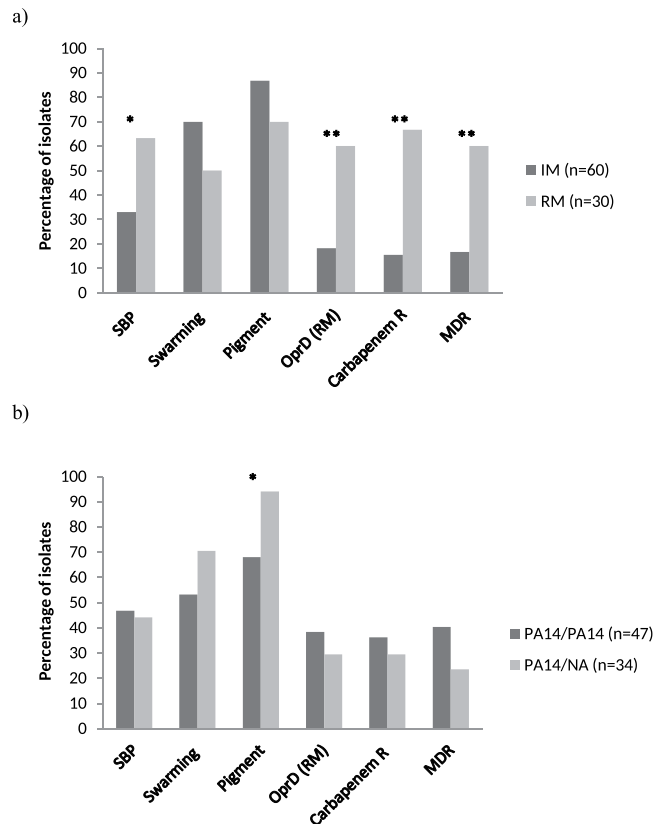 a)
Percentage of isolates
100
90
80
70
60
50
40
30
20
10
0
*
**
**
**
SBP
Swarming
Pigment
OprD (RM)
Carbapenem R
MDR
IM (n=60)
RM (n=30)
b)
Percentage of isolates
100
90
80
70
60
50
40
30
20
10
0
*
SBP
Swarming
Pigment
OprD (RM)
Carbapenem R
MDR
PA14/PA14 (n=47)
PA14/NA (n=34)